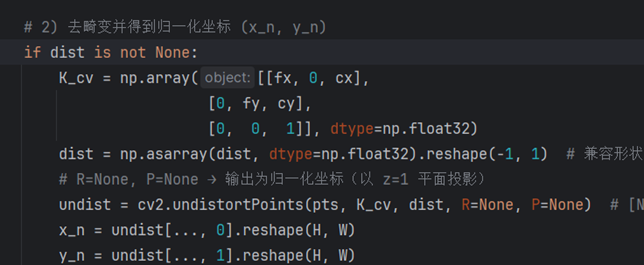 # 2) 去畸变并得到归一化坐标 (x_n, y_n)
if dist is not None:
K_cv = np.array( object: [[fx, 0, cx],
[0, fy, cy],
[0, 0, 1]], dtype=np.float32)
dist = np.asarray(dist, dtype=np.float32).reshape(-1, 1) # 兼容形状
# R=None, P=None → 输出为归一化坐标（以 z=1 平面投影）
undist = cv2.undistortPoints(pts, K_cv, dist, R=None, P=None) # [N
x_n = undist[..., 0].reshape(H, W)
y_n = undist[..., 1].reshape(H, W)